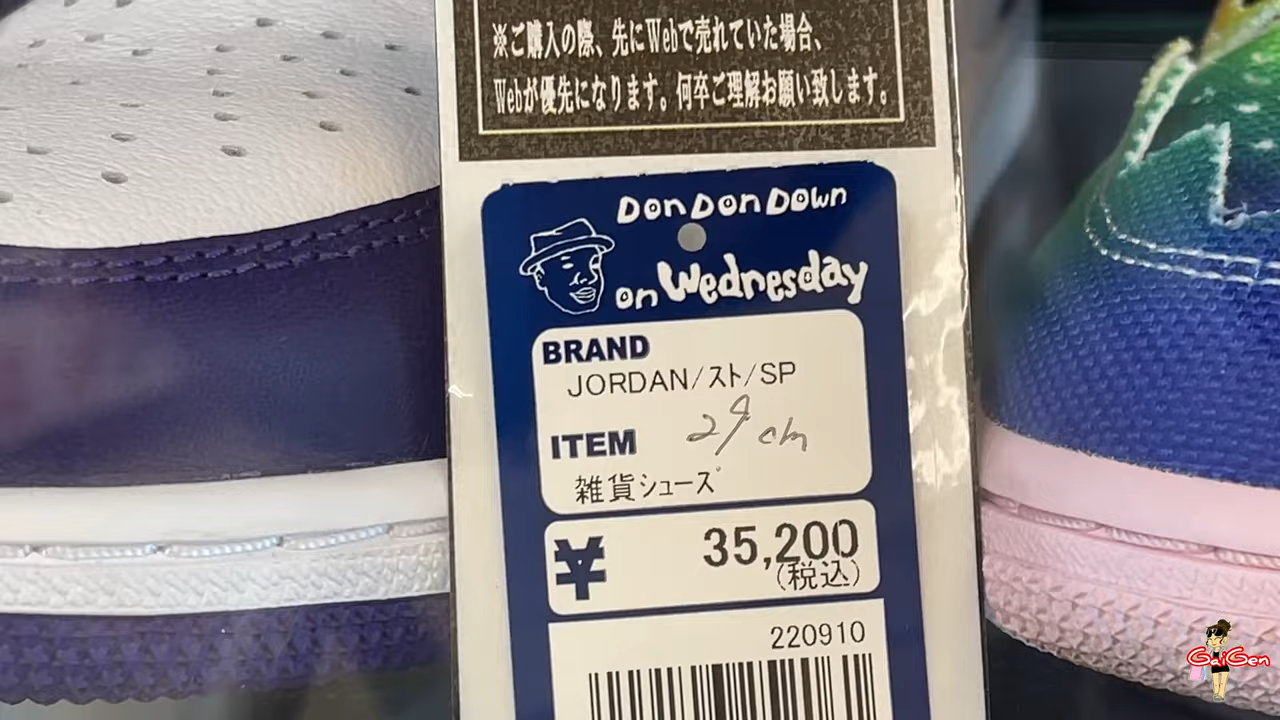 ※ご購入の際、先にWebで売れていた場合、
Webが優先になります。何卒ご理解お願い致します。
DON DON DOWN
on Wednesday
BRAND
JORDAN/スト/SP
ITEM
29 cm
雑貨シューズ
¥ 35,200
(税込)
220910
GaiGen